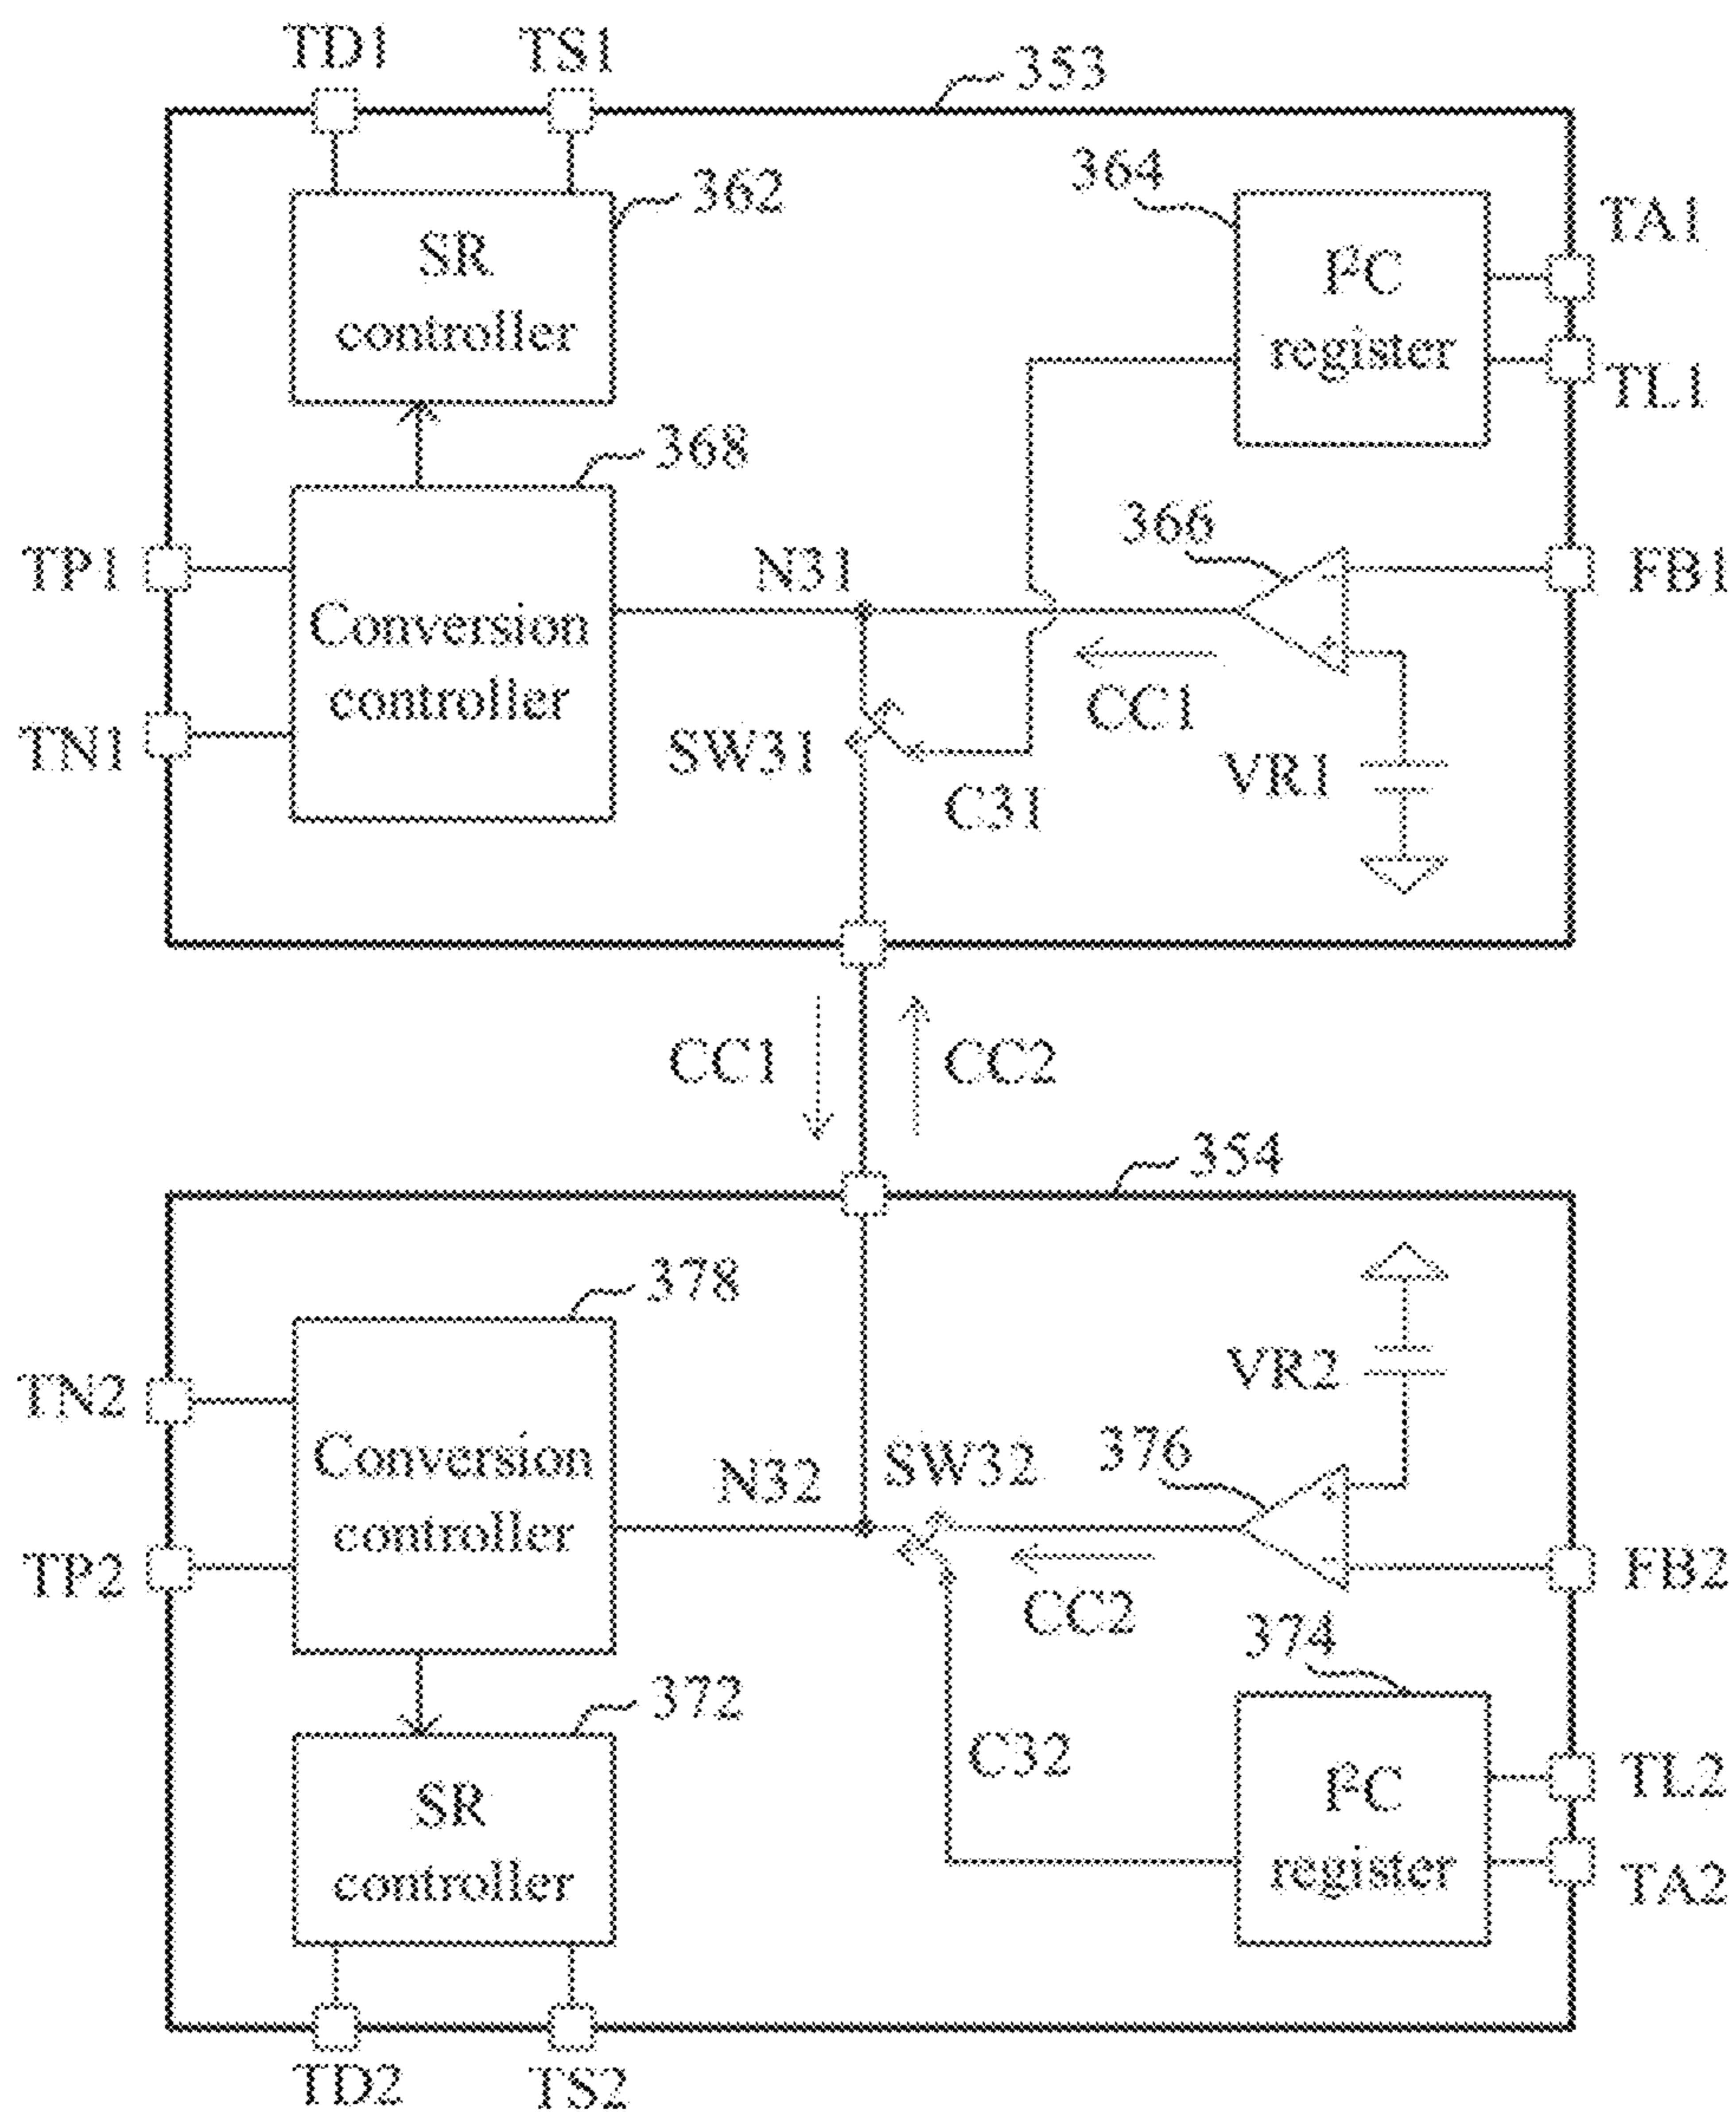 TD1
TS1
353
362
364
TA1
SR
controller
I²C
register
TL1
368
366
TP1
N31
FB1
Conversion
controller
CC1
TN1
SW31
VR1
C31
CC1
CC2
354
378
VR2
TN2
Conversion
controller
N32
SW32
376
TP2
FB2
CC2
374
372
C32
TL2
SR
controller
I²C
register
TA2
TD2
TS2